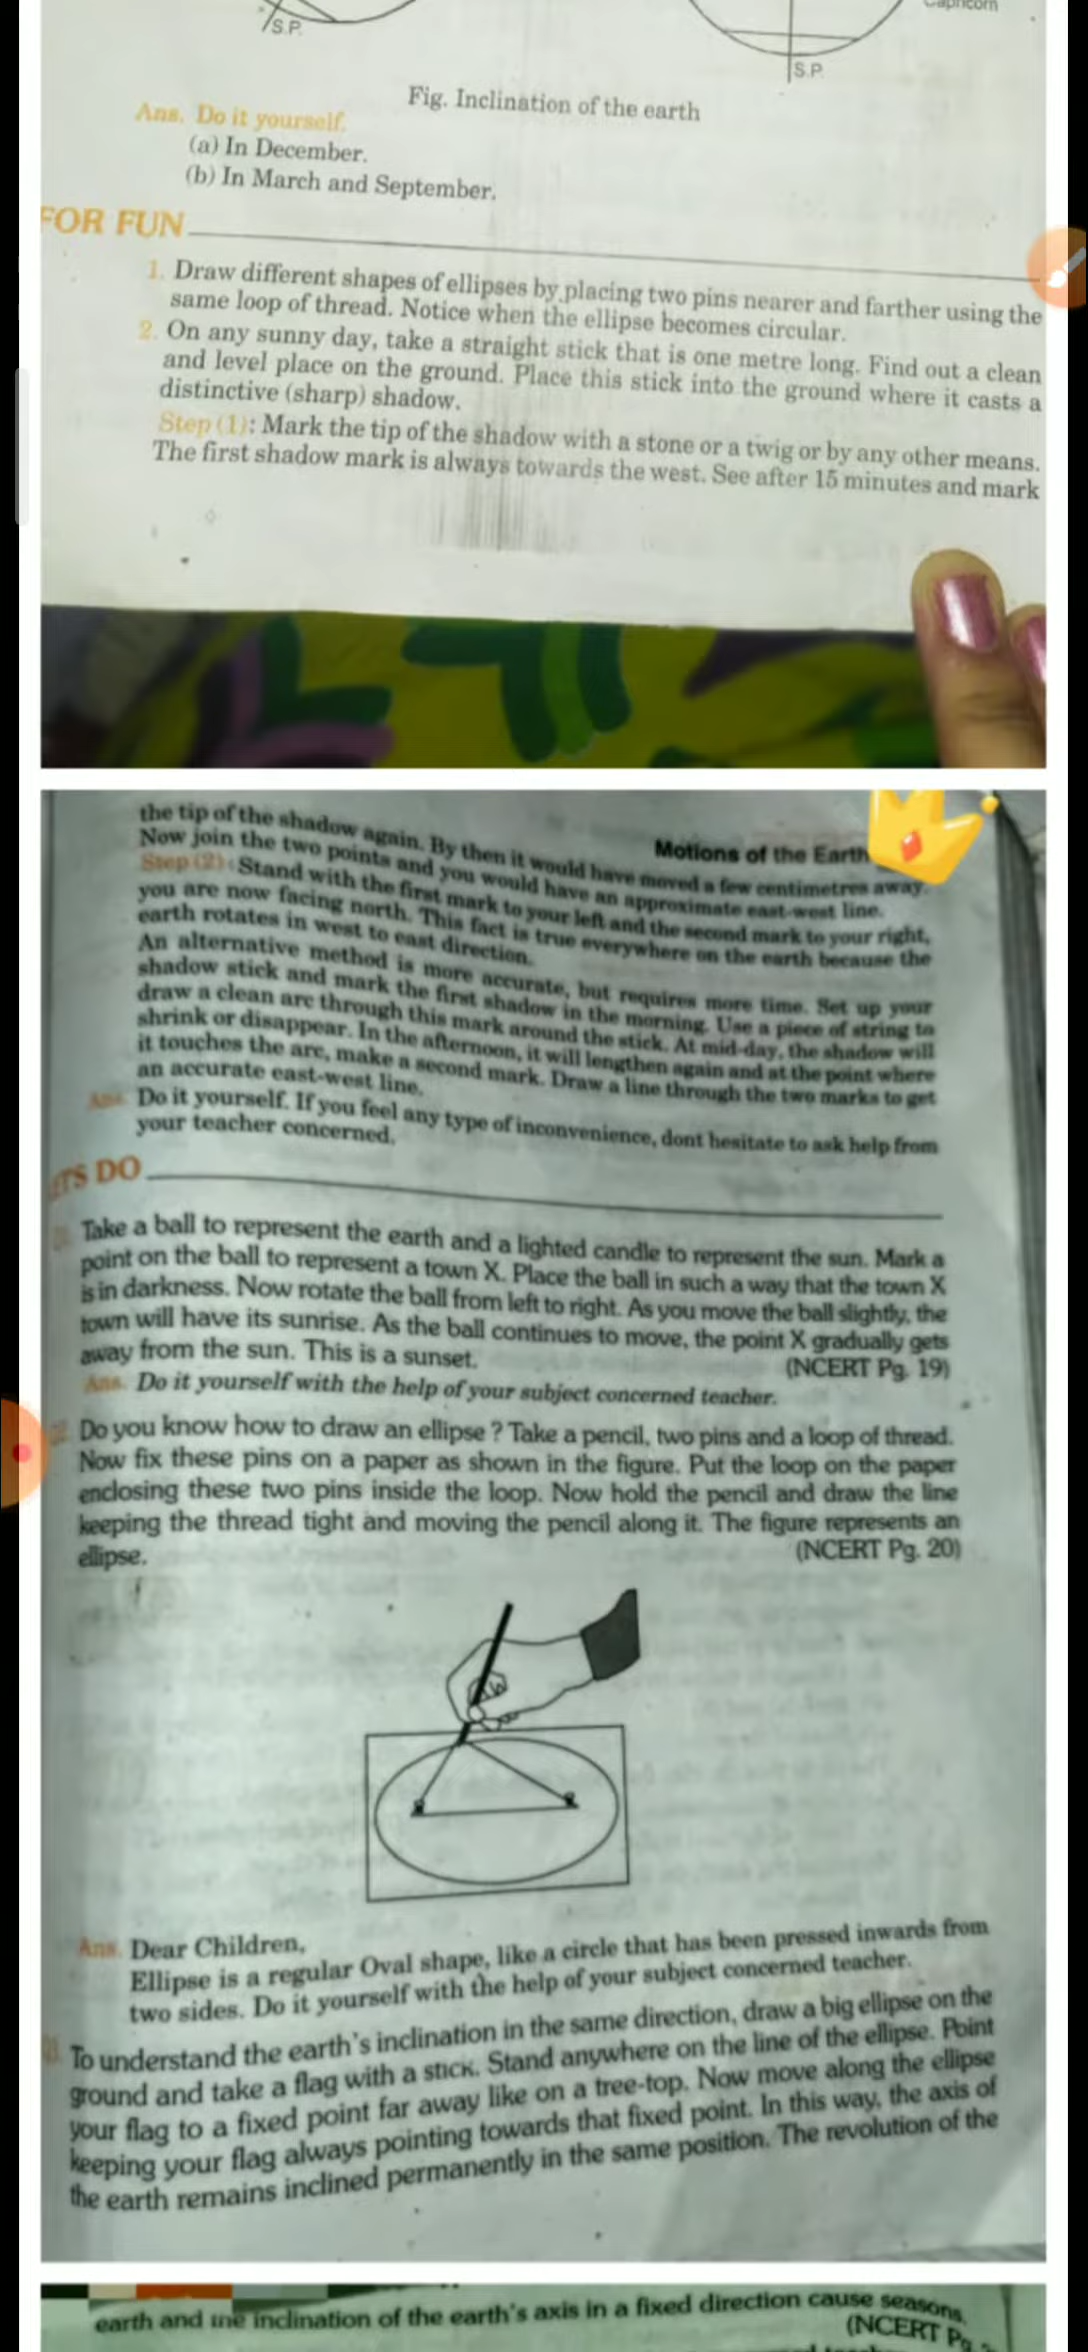 S.P.
Capricorn
S.P.
Fig. Inclination of the earth
Ans. Do it yourself.
(a) In December.
(b) In March and September.
FOR FUN
1. Draw different shapes of ellipses by placing two pins nearer and farther using the
same loop of thread. Notice when the ellipse becomes circular.
2. On any sunny day, take a straight stick that is one metre long. Find out a clean
and level place on the ground. Place this stick into the ground where it casts a
distinctive (sharp) shadow.
Step (1): Mark the tip of the shadow with a stone or a twig or by any other means.
The first shadow mark is always towards the west. See after 15 minutes and mark
Motions of the Earth
the tip of the shadow again. By then it would have moved a few centimetres away.
Now join the two points and you would have an approximate east-west line.
Step (2): Stand with the first mark to your left and the second mark to your right,
you are now facing north. This fact is true everywhere on the earth because the
earth rotates in west to east direction.
An alternative method is more accurate, but requires more time. Set up your
shadow stick and mark the first shadow in the morning. Use a piece of string to
draw a clean arc through this mark around the stick. At mid-day, the shadow will
shrink or disappear. In the afternoon, it will lengthen again and at the point where
it touches the arc, make a second mark. Draw a line through the two marks to get
an accurate east-west line.
Ans. Do it yourself. If you feel any type of inconvenience, dont hesitate to ask help from
your teacher concerned.
ETS DO
Take a ball to represent the earth and a lighted candle to represent the sun. Mark a
point on the ball to represent a town X. Place the ball in such a way that the town X
is in darkness. Now rotate the ball from left to right. As you move the ball slightly, the
town will have its sunrise. As the ball continues to move, the point X gradually gets
away from the sun. This is a sunset. (NCERT Pg. 19)
Ans. Do it yourself with the help of your subject concerned teacher.
2. Do you know how to draw an ellipse ? Take a pencil, two pins and a loop of thread.
Now fix these pins on a paper as shown in the figure. Put the loop on the paper
enclosing these two pins inside the loop. Now hold the pencil and draw the line
keeping the thread tight and moving the pencil along it. The figure represents an
ellipse. (NCERT Pg. 20)
Ans. Dear Children,
Ellipse is a regular Oval shape, like a circle that has been pressed inwards from
two sides. Do it yourself with the help of your subject concerned teacher.
3. To understand the earth's inclination in the same direction, draw a big ellipse on the
ground and take a flag with a stick. Stand anywhere on the line of the ellipse. Point
your flag to a fixed point far away like on a tree-top. Now move along the ellipse
keeping your flag always pointing towards that fixed point. In this way, the axis of
the earth remains inclined permanently in the same position. The revolution of the
earth and the inclination of the earth's axis in a fixed direction cause seasons.
(NCERT Pg.